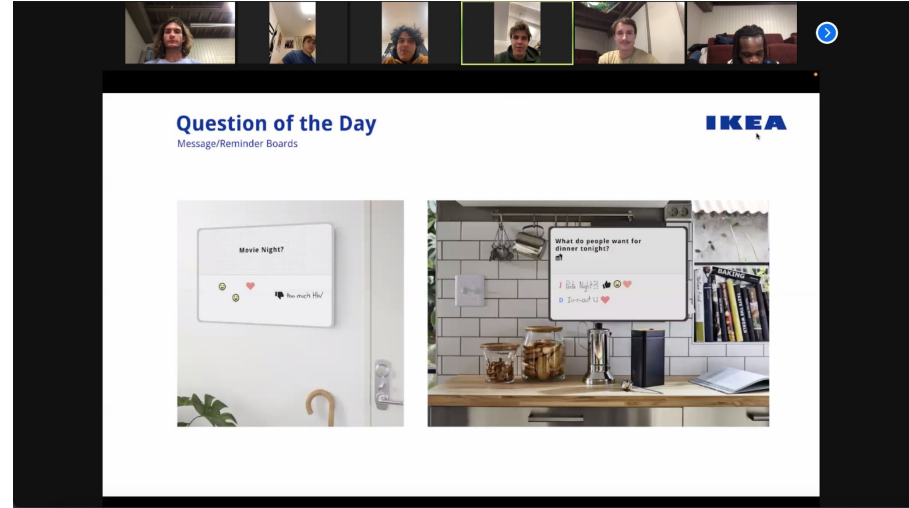 Question of the Day
Message/Reminder Boards
IKEA
Movie Night?
too much HW
What do people want for
dinner tonight?
J Pasta Night?!
D In-n-out
BAKING